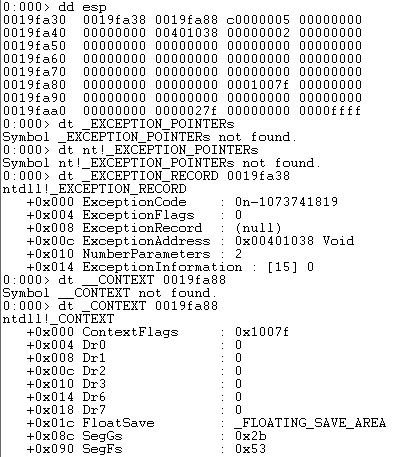 0:000> dd esp
0019fa30  0019fa38 0019fa88 c0000005 00000000
0019fa40  00000000 00401038 00000002 00000000
0019fa50  00000000 00000000 00000000 00000000
0019fa60  00000000 00000000 00000000 00000000
0019fa70  00000000 00000000 00000000 00000000
0019fa80  00000000 00000000 0001007f 00000000
0019fa90  00000000 00000000 00000000 00000000
0019faa0  00000000 0000027f 00000000 0000ffff
0:000> dt _EXCEPTION_POINTERs
Symbol _EXCEPTION_POINTERs not found.
0:000> dt nt!_EXCEPTION_POINTERs
Symbol nt!_EXCEPTION_POINTERs not found.
0:000> dt _EXCEPTION_RECORD 0019fa38
ntdll!_EXCEPTION_RECORD
   +0x000 ExceptionCode    : 0n-1073741819
   +0x004 ExceptionFlags   : 0
   +0x008 ExceptionRecord  : (null)
   +0x00c ExceptionAddress : 0x00401038 Void
   +0x010 NumberParameters : 2
   +0x014 ExceptionInformation : [15] 0
0:000> dt __CONTEXT 0019fa88
Symbol __CONTEXT not found.
0:000> dt _CONTEXT 0019fa88
ntdll!_CONTEXT
   +0x000 ContextFlags     : 0x1007f
   +0x004 Dr0              : 0
   +0x008 Dr1              : 0
   +0x00c Dr2              : 0
   +0x010 Dr3              : 0
   +0x014 Dr6              : 0
   +0x018 Dr7              : 0
   +0x01c FloatSave        : _FLOATING_SAVE_AREA
   +0x08c SegGs            : 0x2b
   +0x090 SegFs            : 0x53